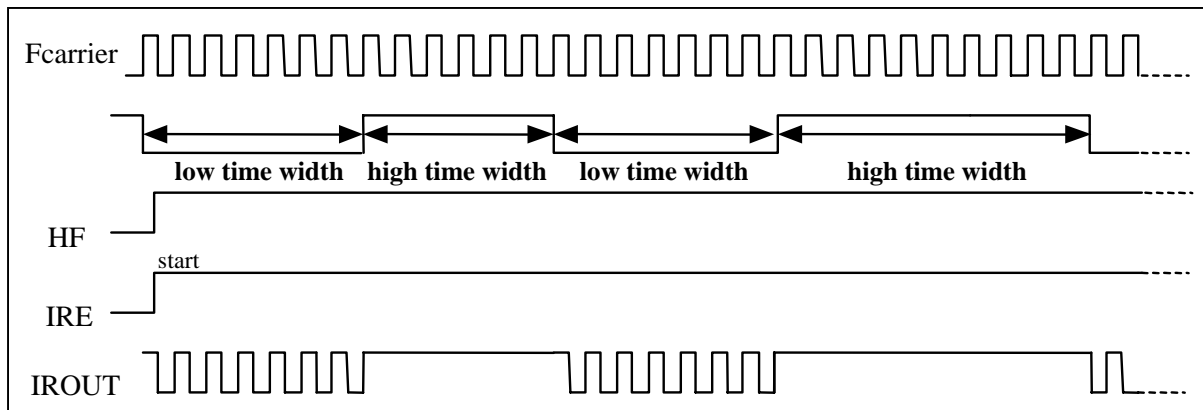 Fcarrier
low time width high time width low time width high time width
HF
start
IRE
IROUT